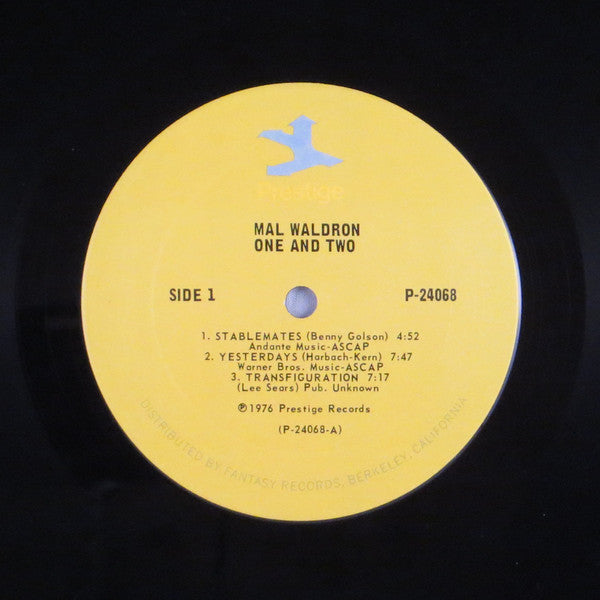 Prestige
MAL WALDRON
ONE AND TWO
SIDE 1
P-24068
1. STABLEMATES (Benny Golson) 4:52
Andante Music-ASCAP
2. YESTERDAYS (Harbach-Kern) 7:47
Warner Bros. Music-ASCAP
3. TRANSFIGURATION 7:17
(Lee Sears) Pub. Unknown
℗ 1976 Prestige Records
(P-24068-A)
DISTRIBUTED BY FANTASY RECORDS, BERKELEY, CALIFORNIA